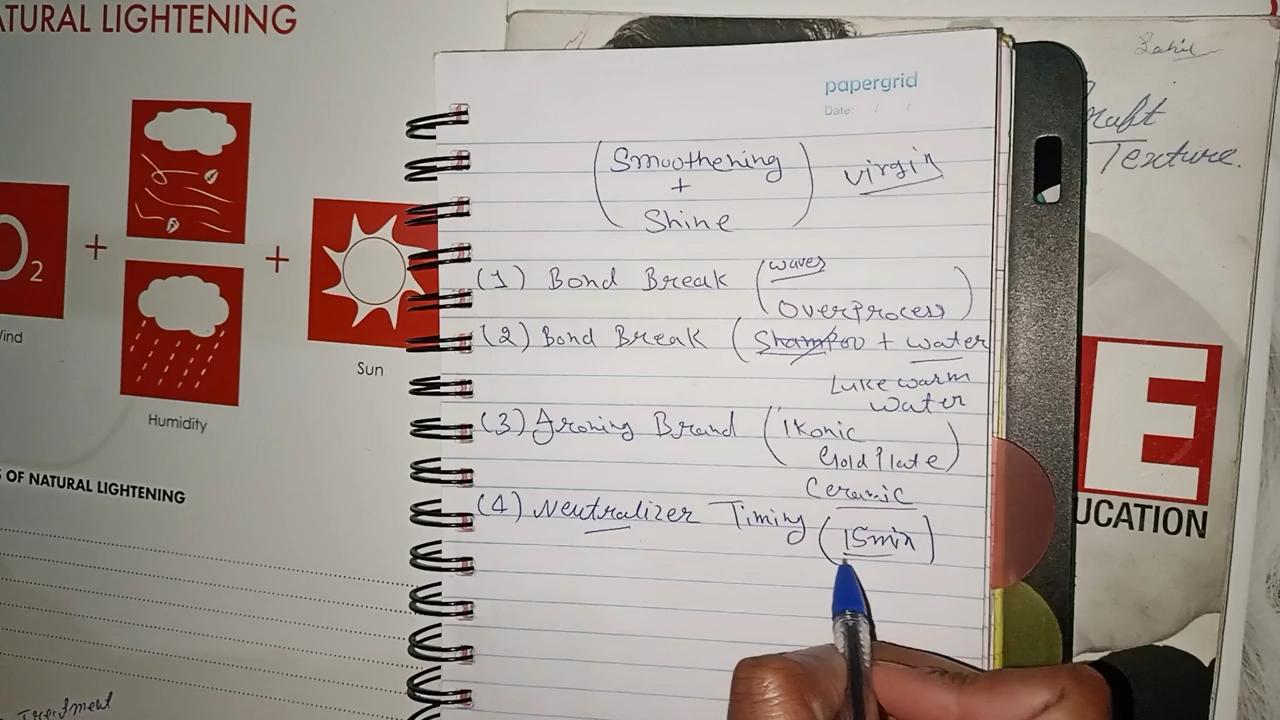 ATURAL LIGHTENING
O2
+
+
Wind
Humidity
Sun
S OF NATURAL LIGHTENING
Treatment
papergrid
Date: / /
(Smoothening + Shine) virgin
(1) Bond Break (waves OverProcess)
(2) Bond Break (Shampoo + water
Luke warm
water
(3) Ironing Brand (Ikonic
Gold Plate)
Ceramic
(4) Neutralizer Timing (15min)
Texture.
E
UCATION